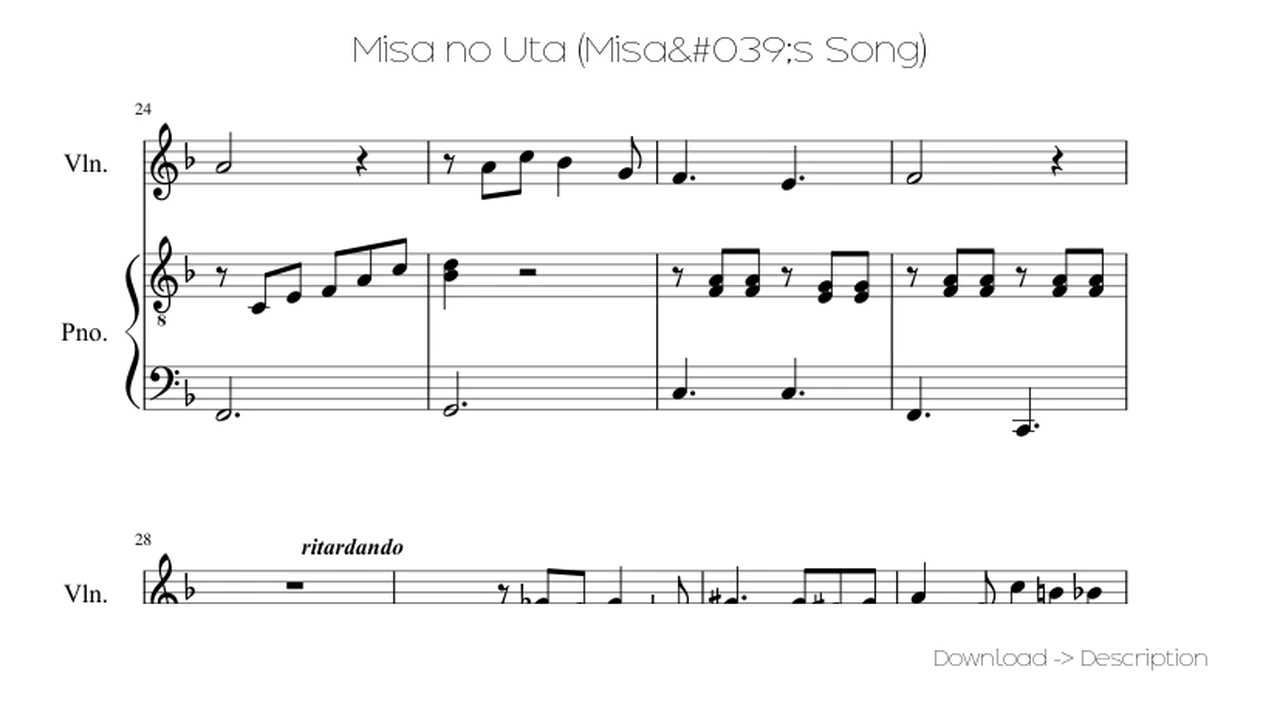 Misa no Uta (Misa&#039;s Song)
24
Vln.
8
Pno.
28
ritardando
Vln.
Download -> Description